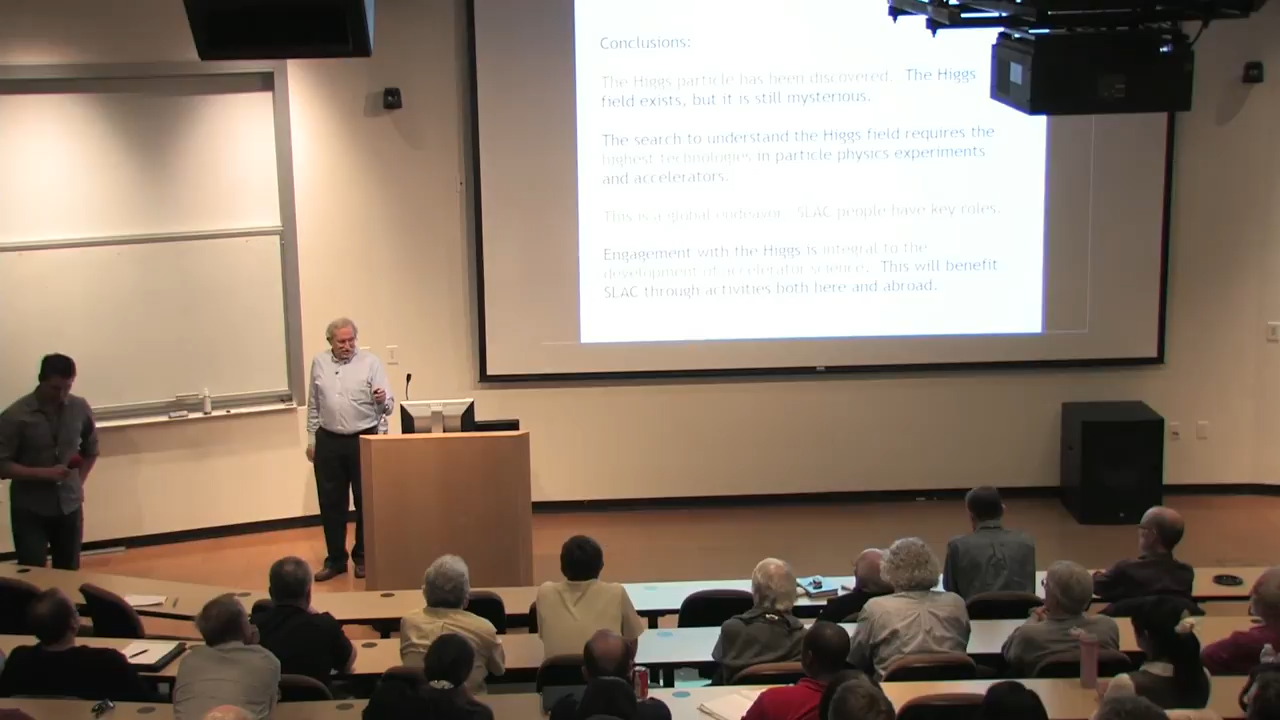 Conclusions:
The Higgs particle has been discovered. The Higgs
field exists, but it is still mysterious.
The search to understand the Higgs field requires the
highest technologies in particle physics experiments
and accelerators.
This is a global endeavor. SLAC people have key roles.
Engagement with the Higgs is integral to the
development of accelerator science. This will benefit
SLAC through activities both here and abroad.